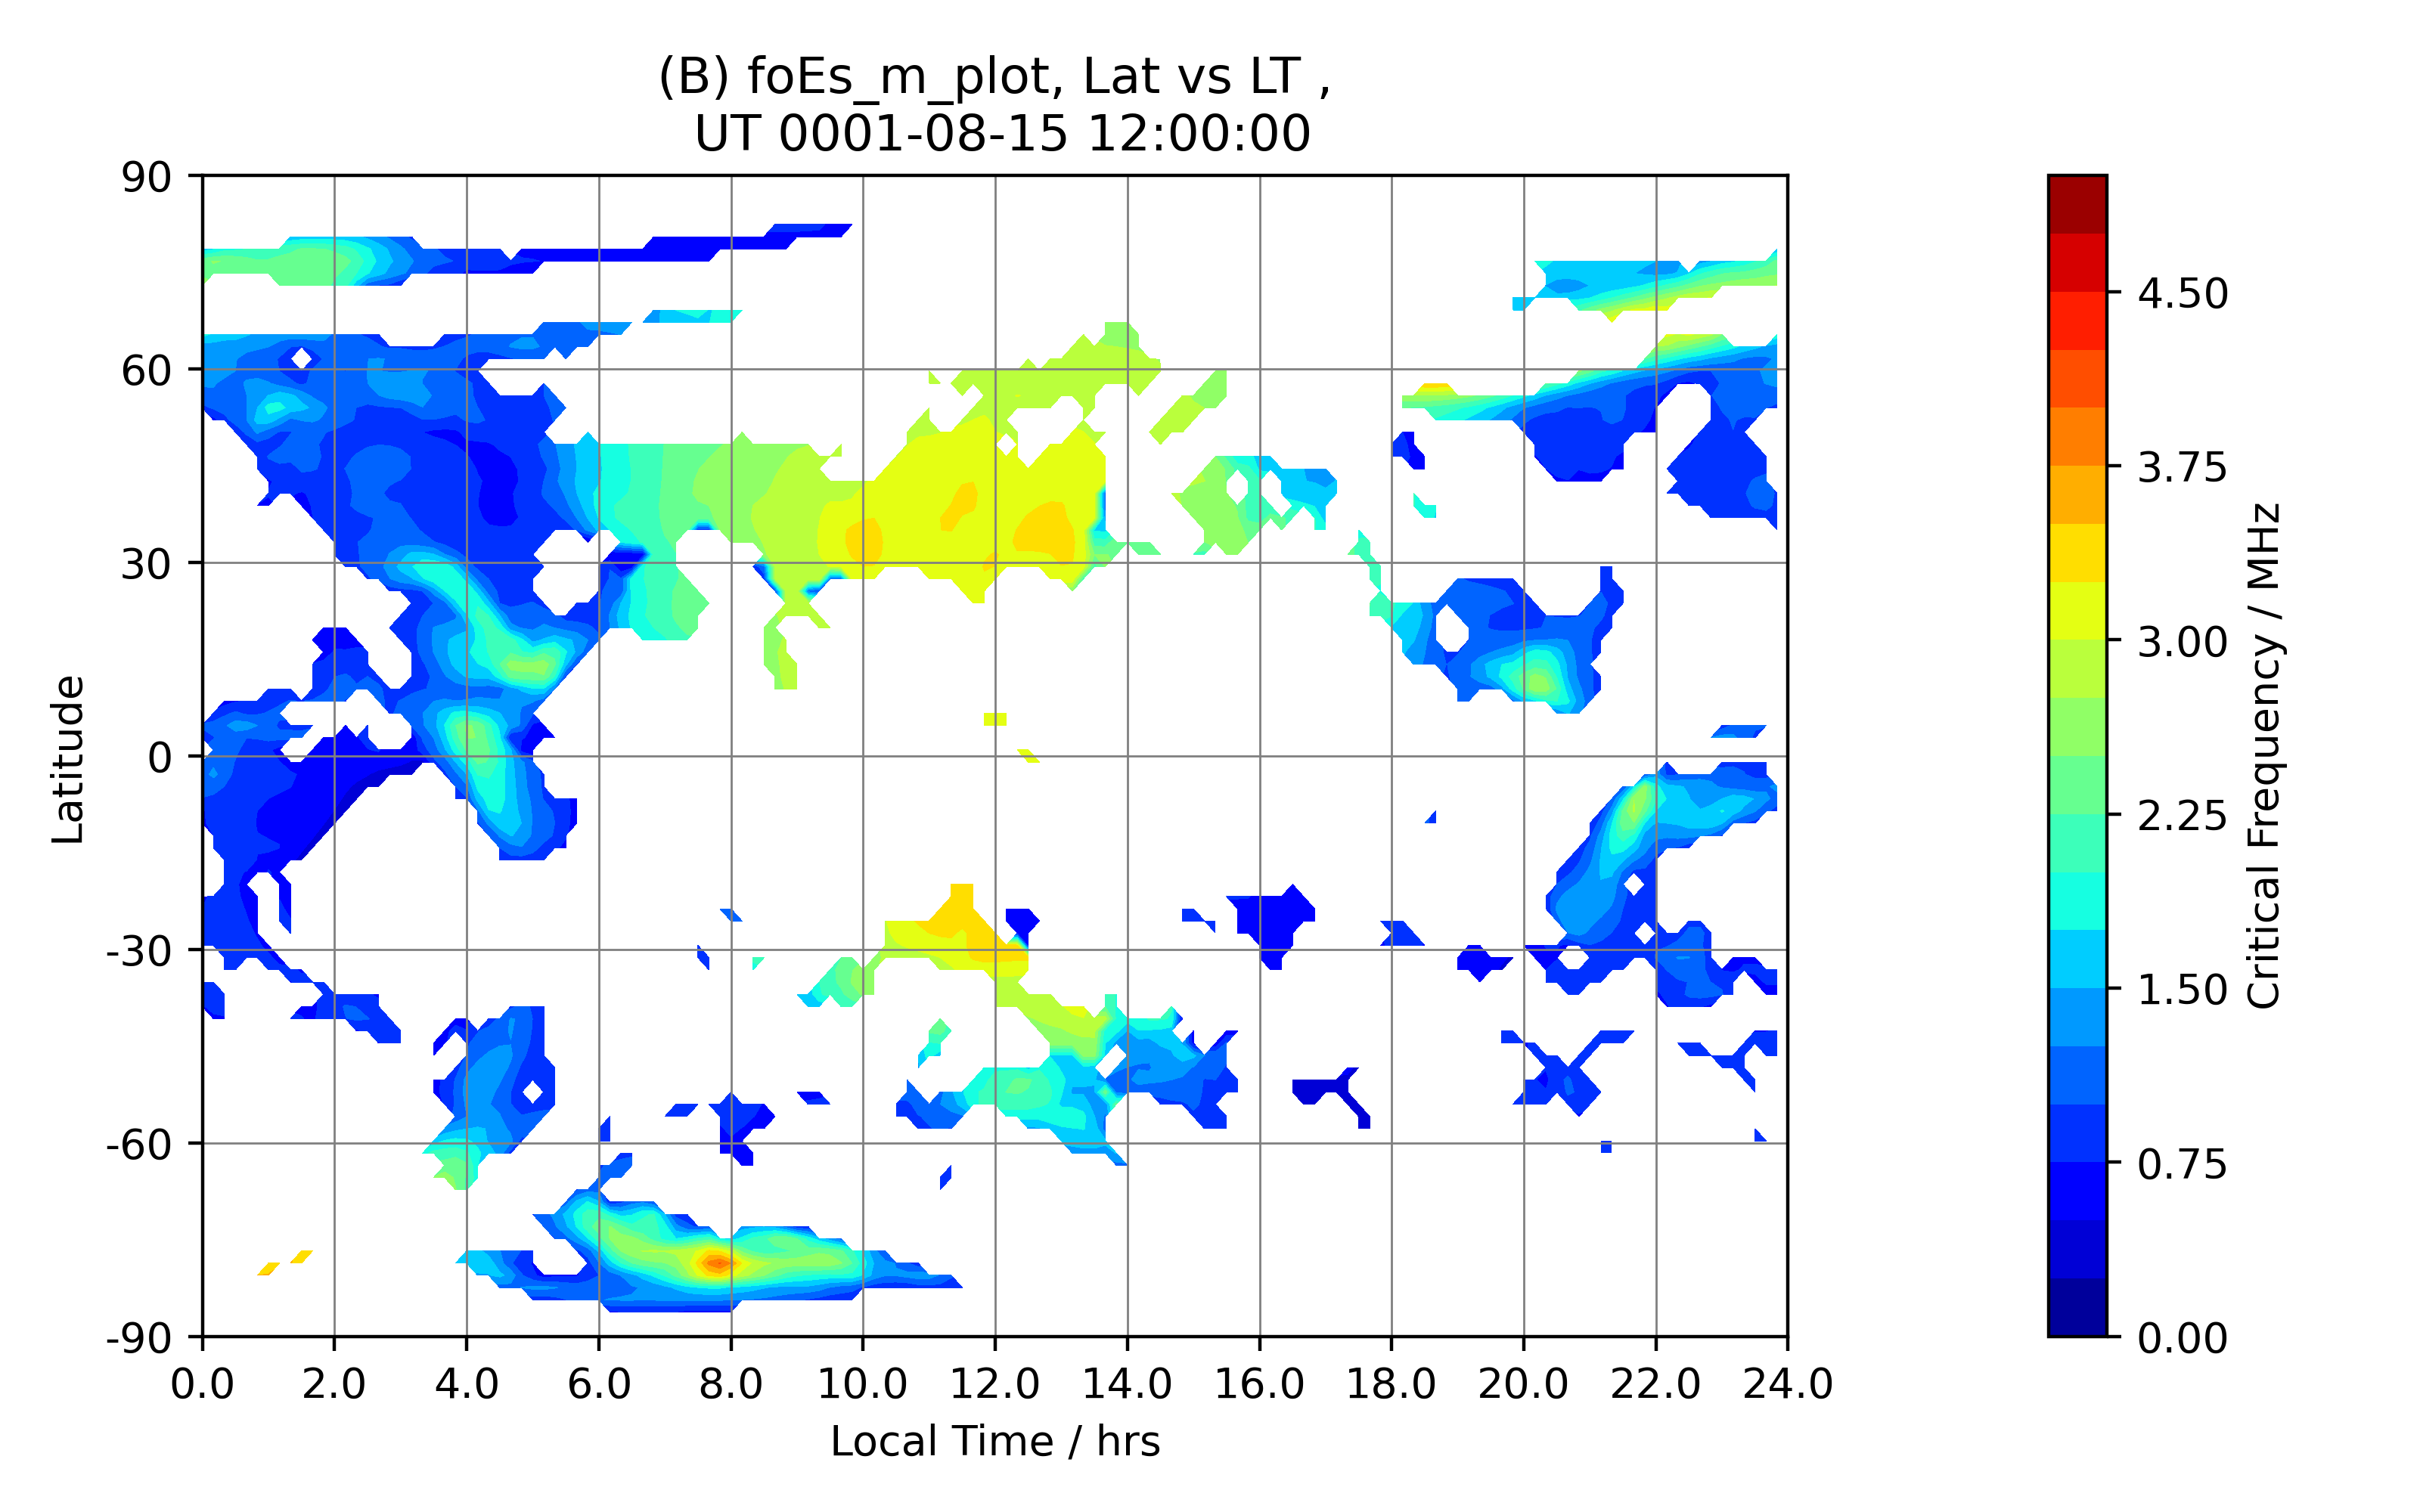 (B) foEs_m_plot, Lat vs LT ,
UT 0001-08-15 12:00:00
90
60
30
0
-30
-60
-90
Latitude
0.0 2.0 4.0 6.0 8.0 10.0 12.0 14.0 16.0 18.0 20.0 22.0 24.0
Local Time / hrs
4.50
3.75
3.00
2.25
1.50
0.75
0.00
Critical Frequency / MHz